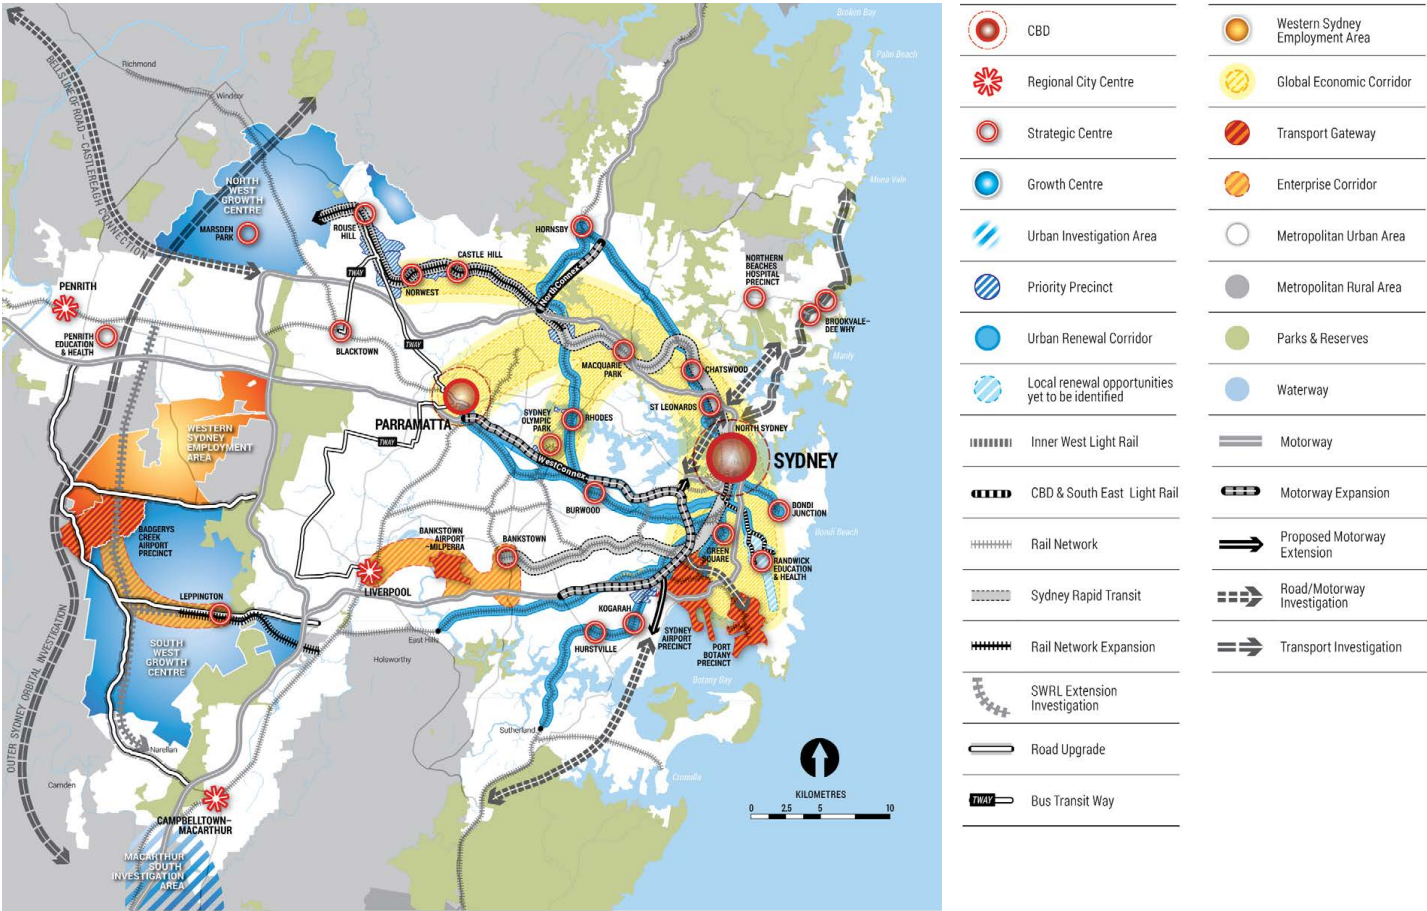 Broken Bay
Palm Beach
Richmond
Windsor
BELLS LINE OF ROAD – CASTLEREAGH CONNECTION
Mona Vale
NORTH
WEST
GROWTH
CENTRE
MARSDEN
PARK
ROUSE
HILL
HORNSBY
CASTLE HILL
NORWEST
NorthConnex
NORTHERN
BEACHES
HOSPITAL
PRECINCT
BROOKVALE–
DEE WHY
Manly
PENRITH
PENRITH
EDUCATION
& HEALTH
TWAY
BLACKTOWN
TWAY
MACQUARIE
PARK
CHATSWOOD
ST LEONARDS
NORTH SYDNEY
PARRAMATTA
TWAY
SYDNEY
OLYMPIC
PARK
RHODES
SYDNEY
WESTERN
SYDNEY
EMPLOYMENT
AREA
WestConnex
BURWOOD
BONDI
JUNCTION
Bondi Beach
BADGERYS
CREEK
AIRPORT
PRECINCT
BANKSTOWN
AIRPORT
-MILPERRA
BANKSTOWN
GREEN
SQUARE
RANDWICK
EDUCATION
& HEALTH
LIVERPOOL
LEPPINGTON
KOGARAH
HURSTVILLE
East Hills
Holsworthy
SYDNEY
AIRPORT
PRECINCT
PORT
BOTANY
PRECINCT
Botany Bay
SOUTH
WEST
GROWTH
CENTRE
OUTER SYDNEY ORBITAL INVESTIGATION
Sutherland
Cronulla
Narellan
Camden
CAMPBELLTOWN–
MACARTHUR
MACARTHUR
SOUTH
INVESTIGATION
AREA
KILOMETRES
0 2.5 5 10
CBD
Regional City Centre
Strategic Centre
Growth Centre
Urban Investigation Area
Priority Precinct
Urban Renewal Corridor
Local renewal opportunities
yet to be identified
Inner West Light Rail
CBD & South East Light Rail
Rail Network
Sydney Rapid Transit
Rail Network Expansion
SWRL Extension
Investigation
Road Upgrade
TWAY Bus Transit Way
Western Sydney
Employment Area
Global Economic Corridor
Transport Gateway
Enterprise Corridor
Metropolitan Urban Area
Metropolitan Rural Area
Parks & Reserves
Waterway
Motorway
Motorway Expansion
Proposed Motorway
Extension
Road/Motorway
Investigation
Transport Investigation